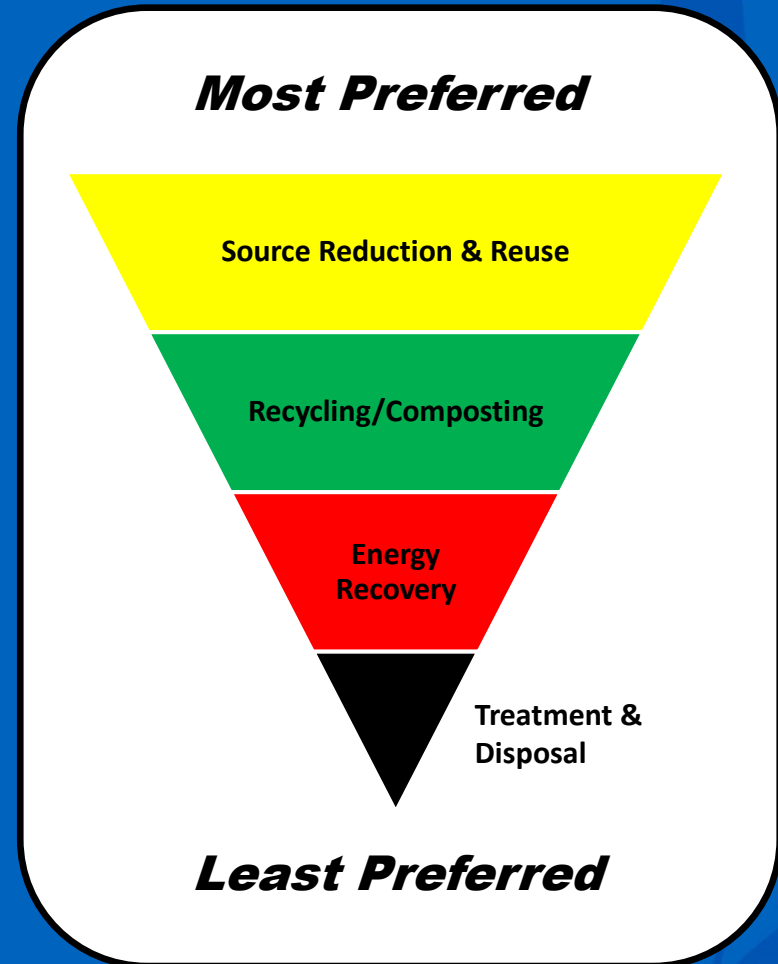 Most Preferred
Source Reduction & Reuse
Recycling/Composting
Energy
Recovery
Treatment &
Disposal
Least Preferred